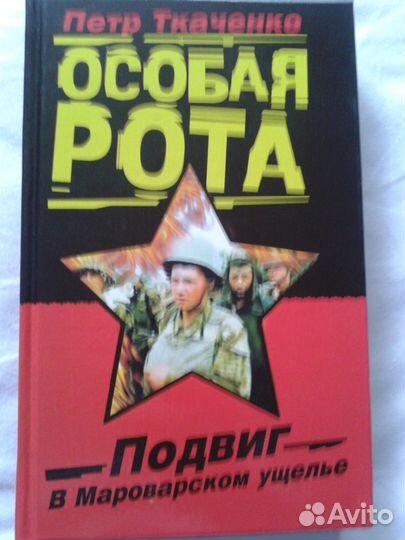 Петр Ткаченко
ОСОБАЯ
РОТА
Подвиг
В Мароварском ущелье
Avito